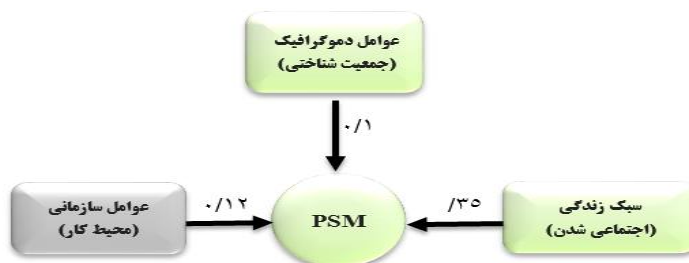 عوامل دموگرافیک
(جمعیت شناختی)
۰/۱
سبک زندگی
(اجتماعی شدن)
/۳۵
PSM
۰/۱۲
عوامل سازمانی
(محیط کار)